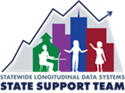 STATEWIDE LONGITUDINAL DATA SYSTEMS
STATE SUPPORT TEAM